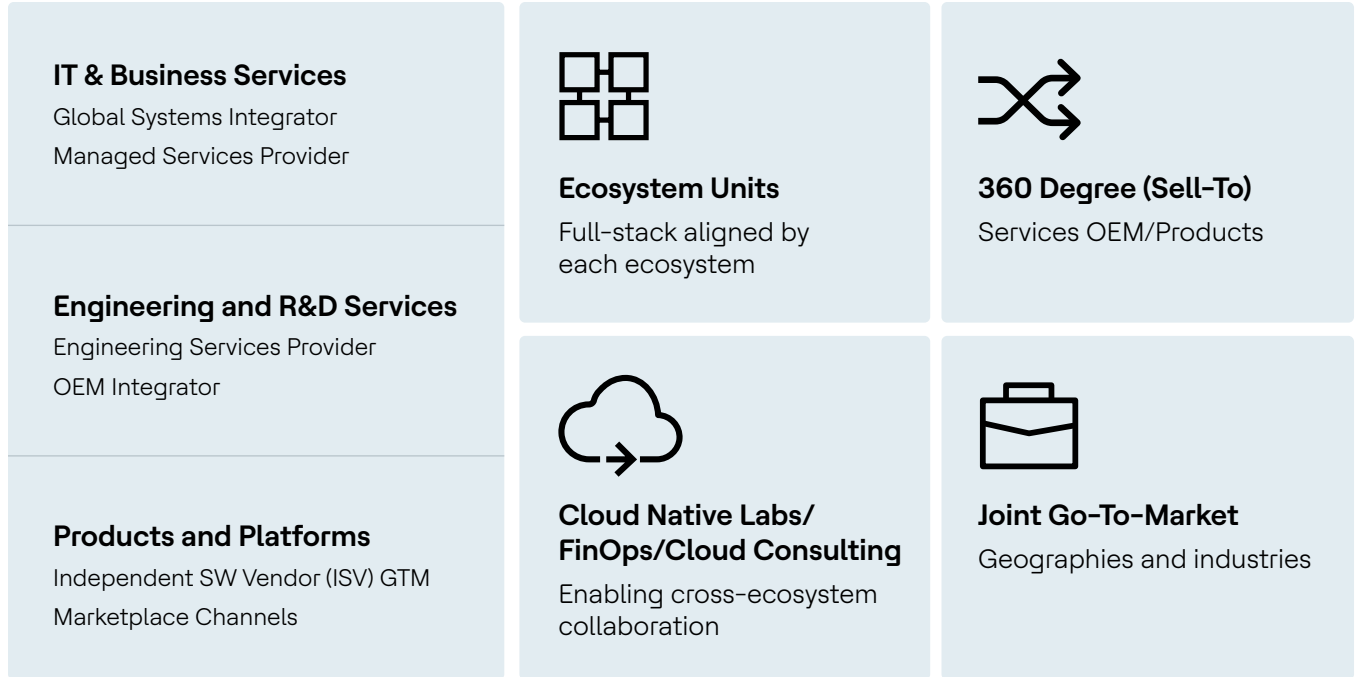 IT & Business Services
Global Systems Integrator
Managed Services Provider
Engineering and R&D Services
Engineering Services Provider
OEM Integrator
Products and Platforms
Independent SW Vendor (ISV) GTM
Marketplace Channels
Ecosystem Units
Full-stack aligned by
each ecosystem
360 Degree (Sell-To)
Services OEM/Products
Cloud Native Labs/
FinOps/Cloud Consulting
Enabling cross-ecosystem
collaboration
Joint Go-To-Market
Geographies and industries